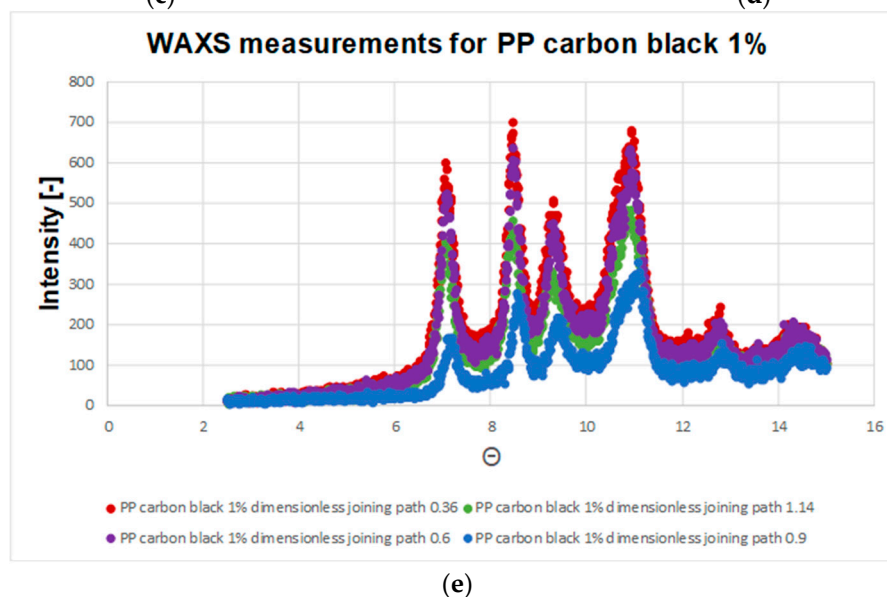 (c) (d)
WAXS measurements for PP carbon black 1%
800
700
600
500
400
300
200
100
0
Intensity [-]
0 2 4 6 8 10 12 14 16
Θ
PP carbon black 1% dimensionless joining path 0.36 PP carbon black 1% dimensionless joining path 1.14
PP carbon black 1% dimensionless joining path 0.6 PP carbon black 1% dimensionless joining path 0.9
(e)